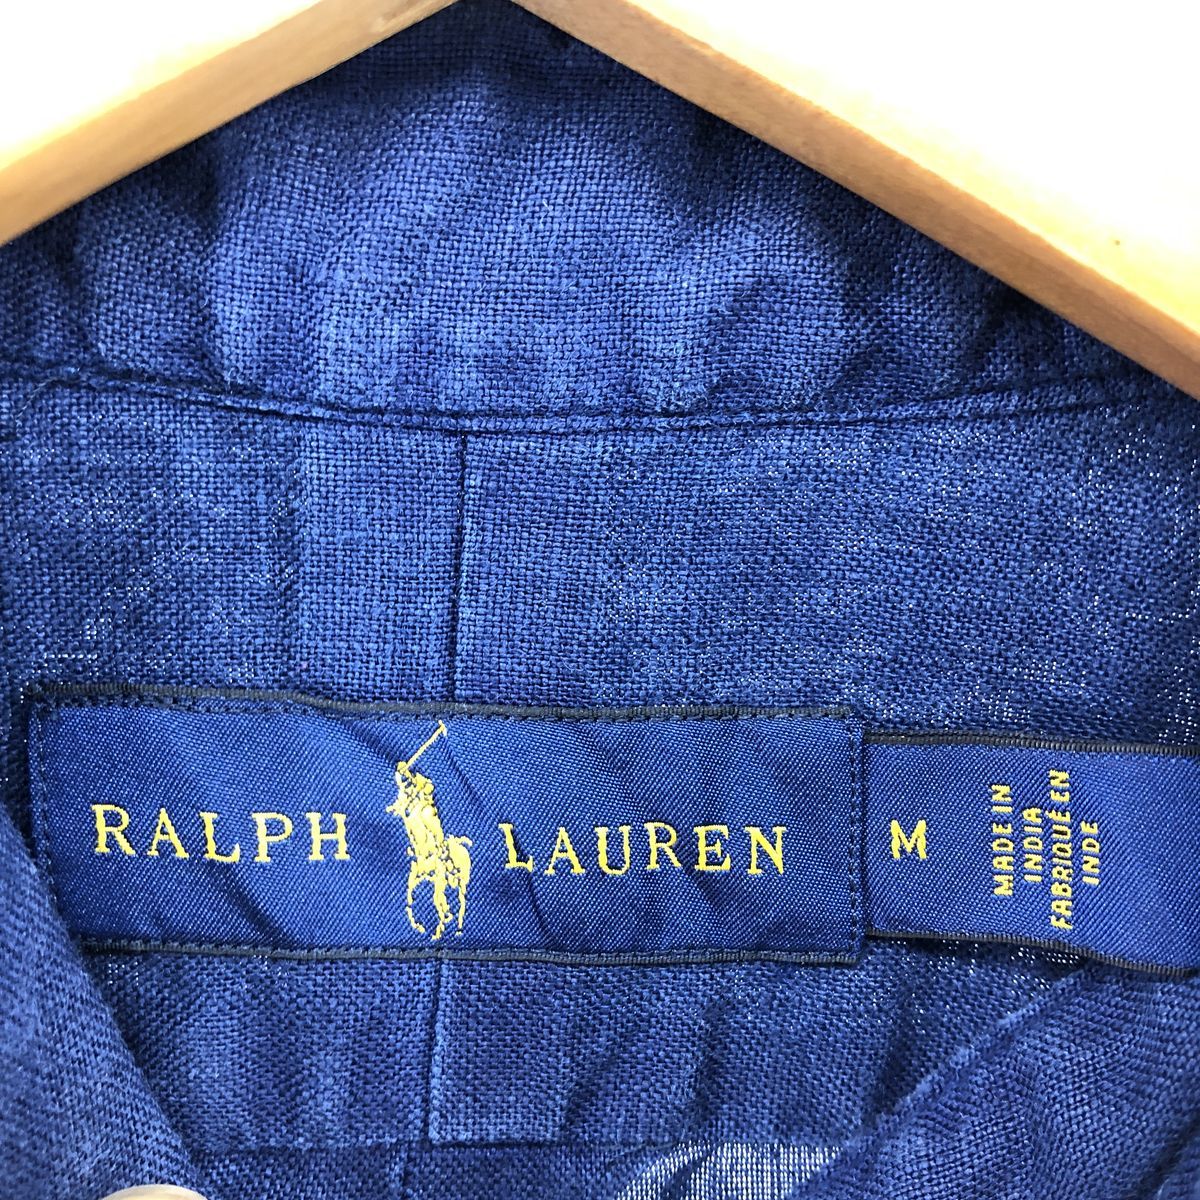 RALPH LAUREN
M
MADE IN
INDIA
FABRIQUÉ EN
INDE